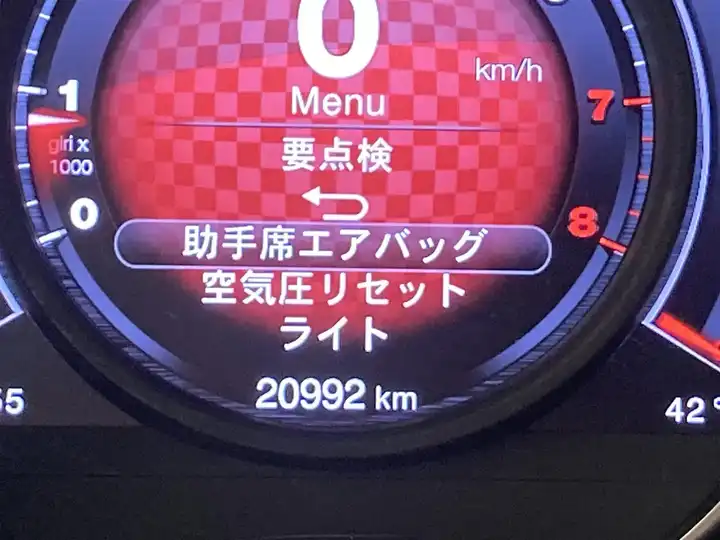 0
km/h
Menu
1
7
giri x
1000
要点検
0
8
助手席エアバッグ
空気圧リセット
ライト
20992 km
42°